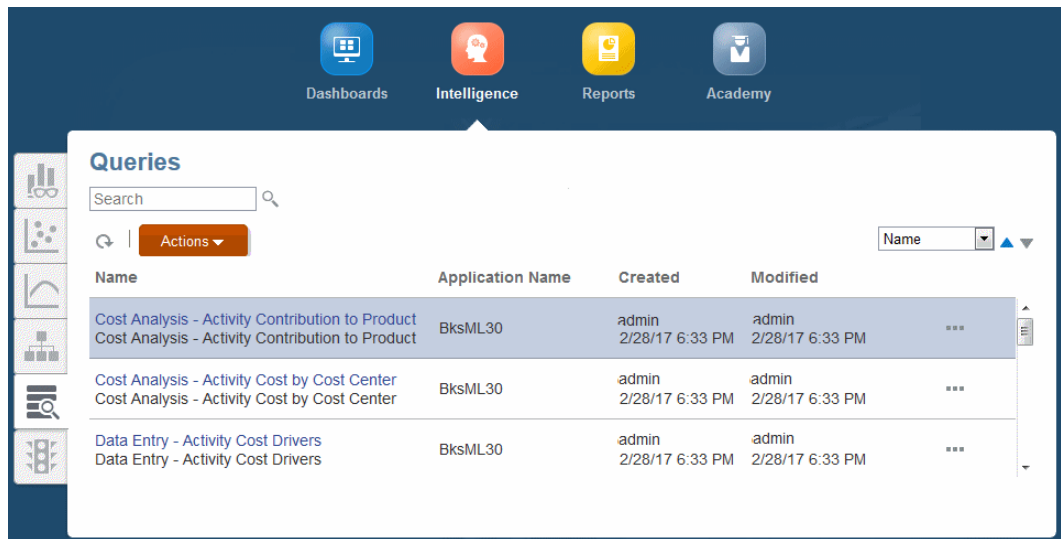 Dashboards Intelligence Reports Academy
Queries
Search
Actions
Name
Name Application Name Created Modified
Cost Analysis - Activity Contribution to Product
Cost Analysis - Activity Contribution to Product
BksML30
admin
2/28/17 6:33 PM
admin
2/28/17 6:33 PM
Cost Analysis - Activity Cost by Cost Center
Cost Analysis - Activity Cost by Cost Center
BksML30
admin
2/28/17 6:33 PM
admin
2/28/17 6:33 PM
Data Entry - Activity Cost Drivers
Data Entry - Activity Cost Drivers
BksML30
admin
2/28/17 6:33 PM
admin
2/28/17 6:33 PM